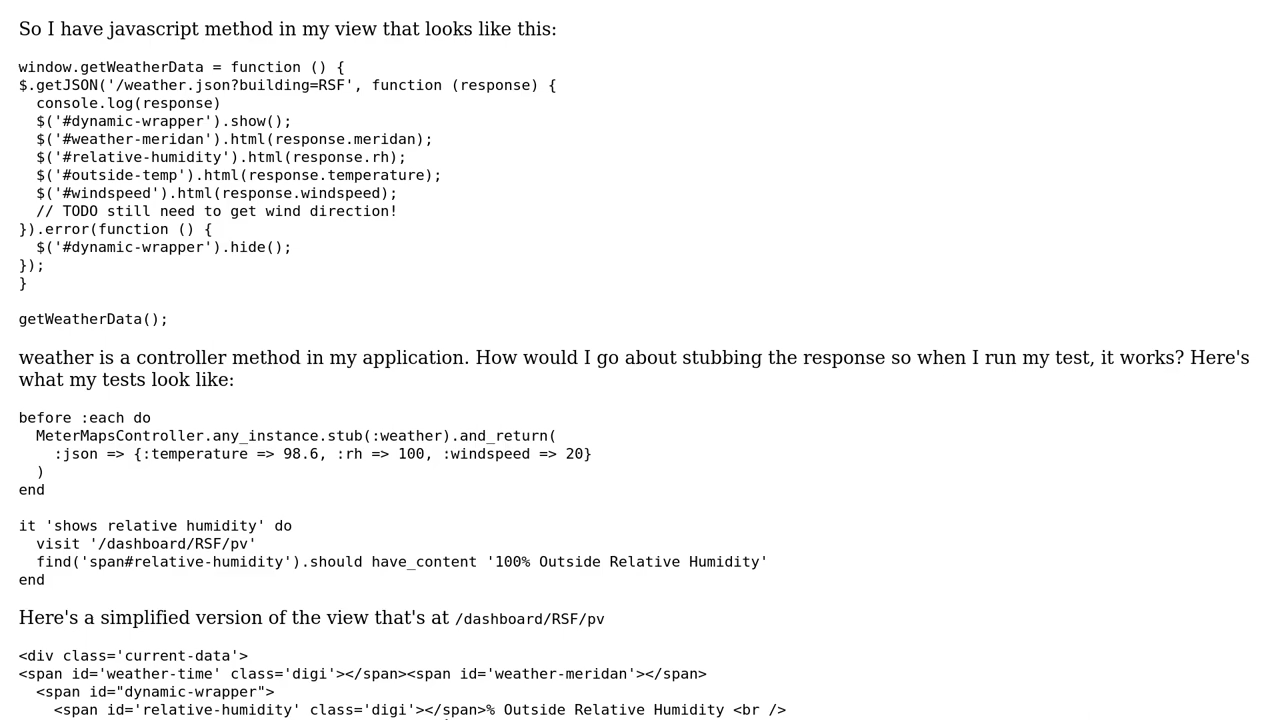 So I have javascript method in my view that looks like this:
window.getWeatherData = function () {
$.getJSON('/weather.json?building=RSF', function (response) {
  console.log(response)
  $('#dynamic-wrapper').show();
  $('#weather-meridan').html(response.meridan);
  $('#relative-humidity').html(response.rh);
  $('#outside-temp').html(response.temperature);
  $('#windspeed').html(response.windspeed);
  // TODO still need to get wind direction!
}).error(function () {
  $('#dynamic-wrapper').hide();
});
}
getWeatherData();
weather is a controller method in my application. How would I go about stubbing the response so when I run my test, it works? Here's
what my tests look like:
before :each do
  MeterMapsController.any_instance.stub(:weather).and_return(
    :json => {:temperature => 98.6, :rh => 100, :windspeed => 20}
  )
end
it 'shows relative humidity' do
  visit '/dashboard/RSF/pv'
  find('span#relative-humidity').should have_content '100% Outside Relative Humidity'
end
Here's a simplified version of the view that's at /dashboard/RSF/pv
<div class='current-data'>
<span id='weather-time' class='digi'></span><span id='weather-meridan'></span>
  <span id="dynamic-wrapper">
    <span id='relative-humidity' class='digi'></span>% Outside Relative Humidity <br />